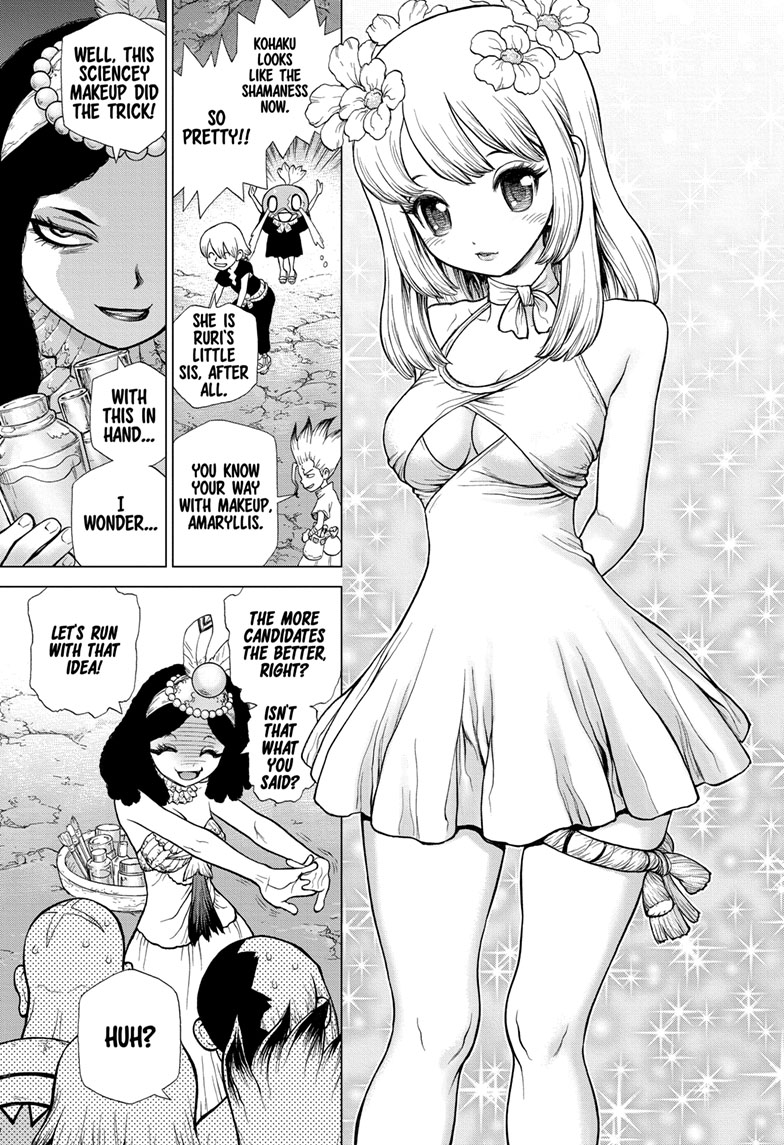 KOHAKU
LOOKS
LIKE THE
SHAMANESS
NOW.
SO
PRETTY!!
SHE IS
RURI'S
LITTLE
SIS, AFTER
ALL.
YOU KNOW
YOUR WAY
WITH MAKEUP,
AMARYLLIS.
WELL, THIS
SCIENCEY
MAKEUP DID
THE TRICK!
WITH
THIS IN
HAND...
I
WONDER...
THE MORE
CANDIDATES
THE BETTER,
RIGHT?
ISN'T
THAT
WHAT
YOU
SAID?
LET'S RUN
WITH THAT
IDEA!
HUH?